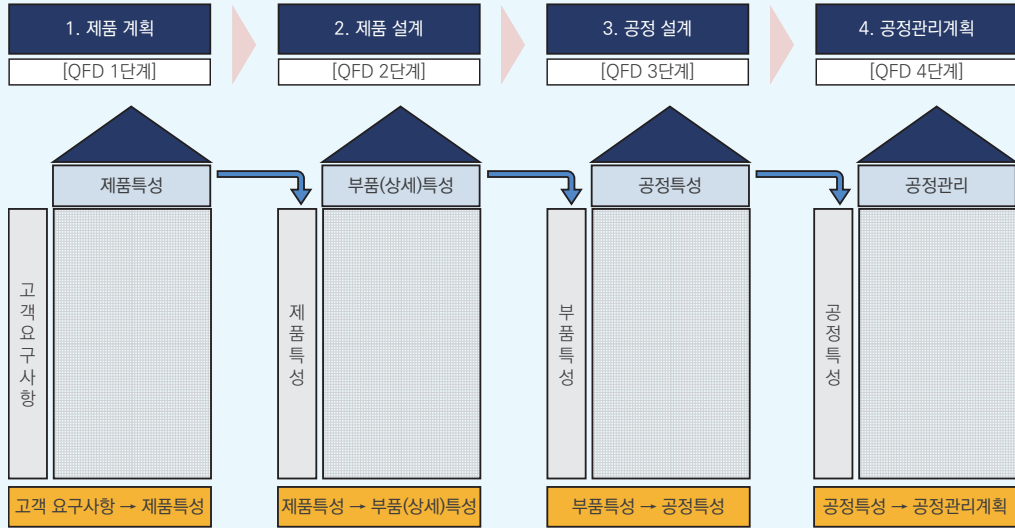 1. 제품 계획
[QFD 1단계]
제품특성
고객요구사항
고객 요구사항 → 제품특성
2. 제품 설계
[QFD 2단계]
부품(상세)특성
제품특성
제품특성 → 부품(상세)특성
3. 공정 설계
[QFD 3단계]
공정특성
부품특성
부품특성 → 공정특성
4. 공정관리계획
[QFD 4단계]
공정관리
공정특성
공정특성 → 공정관리계획